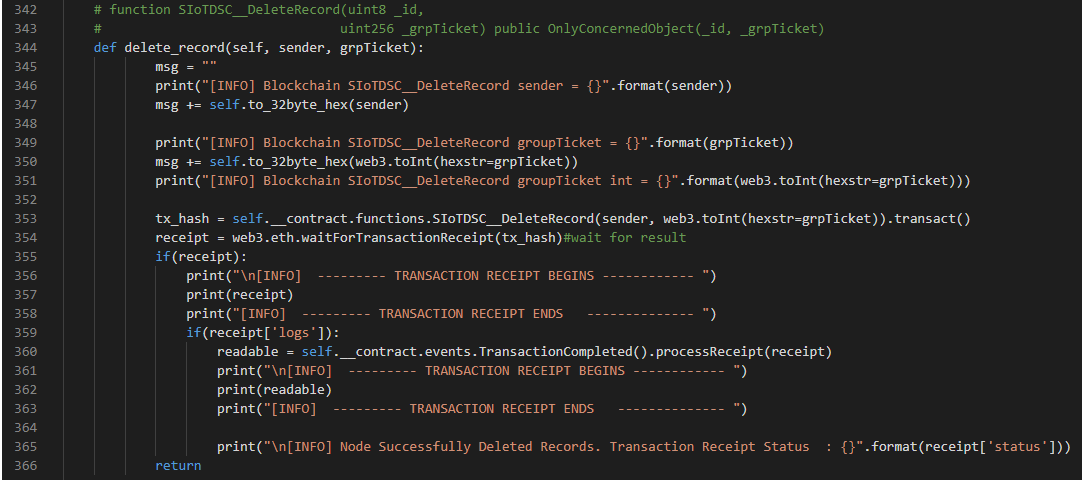 342 # function SIoTDSC__DeleteRecord(uint8 _id,
343 #                               uint256 _grpTicket) public OnlyConcernedObject(_id, _grpTicket)
344 def delete_record(self, sender, grpTicket):
345         msg = ""
346         print("[INFO] Blockchain SIoTDSC__DeleteRecord sender = {}".format(sender))
347         msg += self.to_32byte_hex(sender)
348
349         print("[INFO] Blockchain SIoTDSC__DeleteRecord groupTicket = {}".format(grpTicket))
350         msg += self.to_32byte_hex(web3.toInt(hexstr=grpTicket))
351         print("[INFO] Blockchain SIoTDSC__DeleteRecord groupTicket int = {}".format(web3.toInt(hexstr=grpTicket)))
352
353         tx_hash = self.__contract.functions.SIoTDSC__DeleteRecord(sender, web3.toInt(hexstr=grpTicket)).transact()
354         receipt = web3.eth.waitForTransactionReceipt(tx_hash)#wait for result
355         if(receipt):
356             print("\n[INFO]  --------- TRANSACTION RECEIPT BEGINS ------------ ")
357             print(receipt)
358             print("[INFO]  --------- TRANSACTION RECEIPT ENDS   -------------- ")
359             if(receipt['logs']):
360                 readable = self.__contract.events.TransactionCompleted().processReceipt(receipt)
361                 print("\n[INFO]  --------- TRANSACTION RECEIPT BEGINS ------------ ")
362                 print(readable)
363                 print("[INFO]  --------- TRANSACTION RECEIPT ENDS   -------------- ")
364
365                 print("\n[INFO] Node Successfully Deleted Records. Transaction Receipt Status  : {}".format(receipt['status']))
366         return